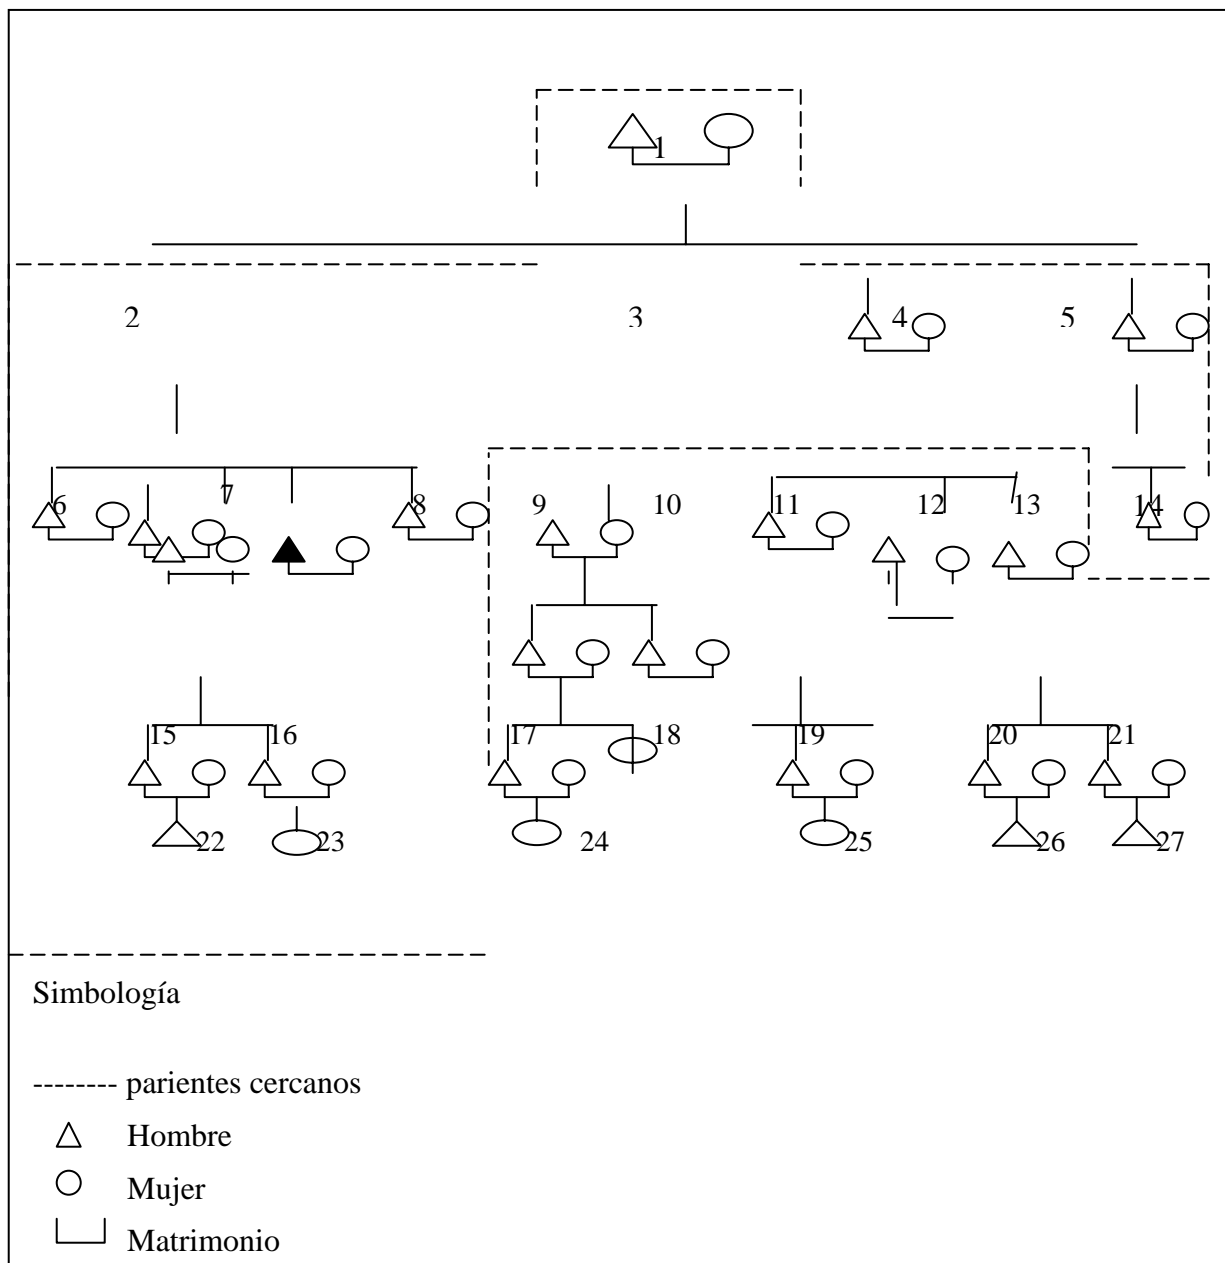 1
2 3 4 5
6 7 8 9 10 11 12 13 14
15 16 17 18 19 20 21
22 23 24 25 26 27
Simbología
-------- parientes cercanos
Hombre
Mujer
Matrimonio